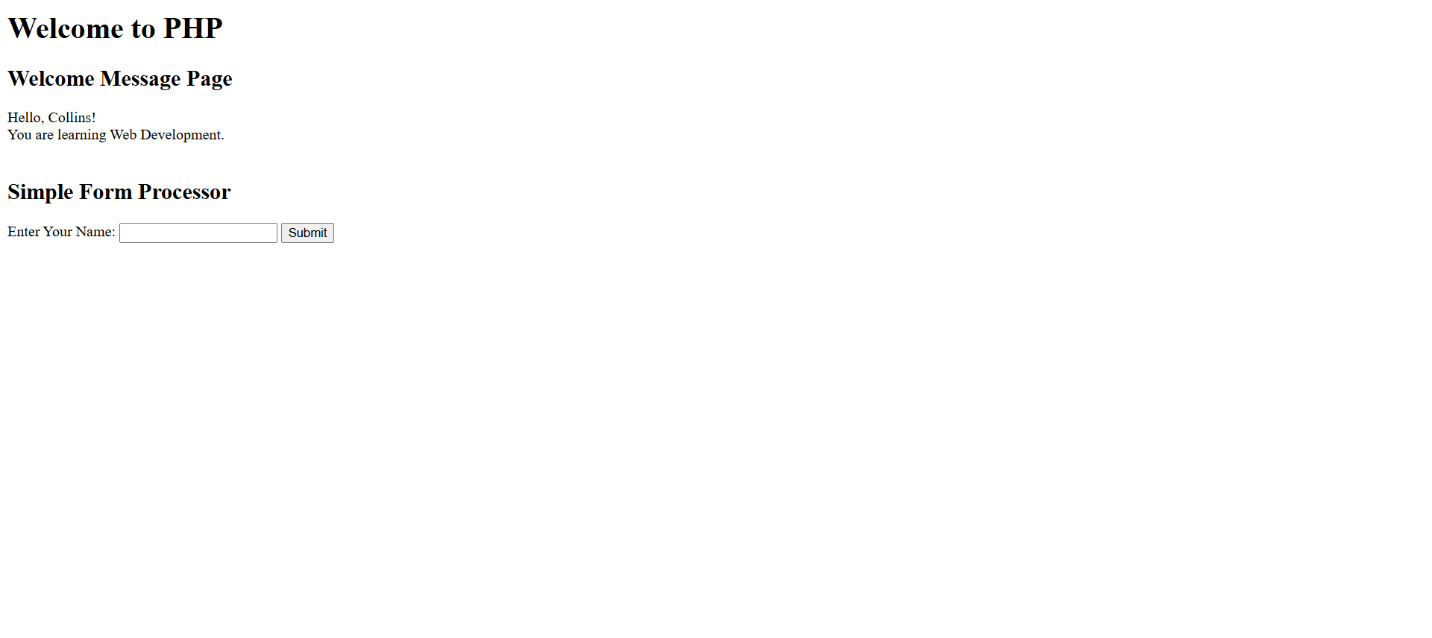 Welcome to PHP
Welcome Message Page
Hello, Collins!
You are learning Web Development.
Simple Form Processor
Enter Your Name: Submit